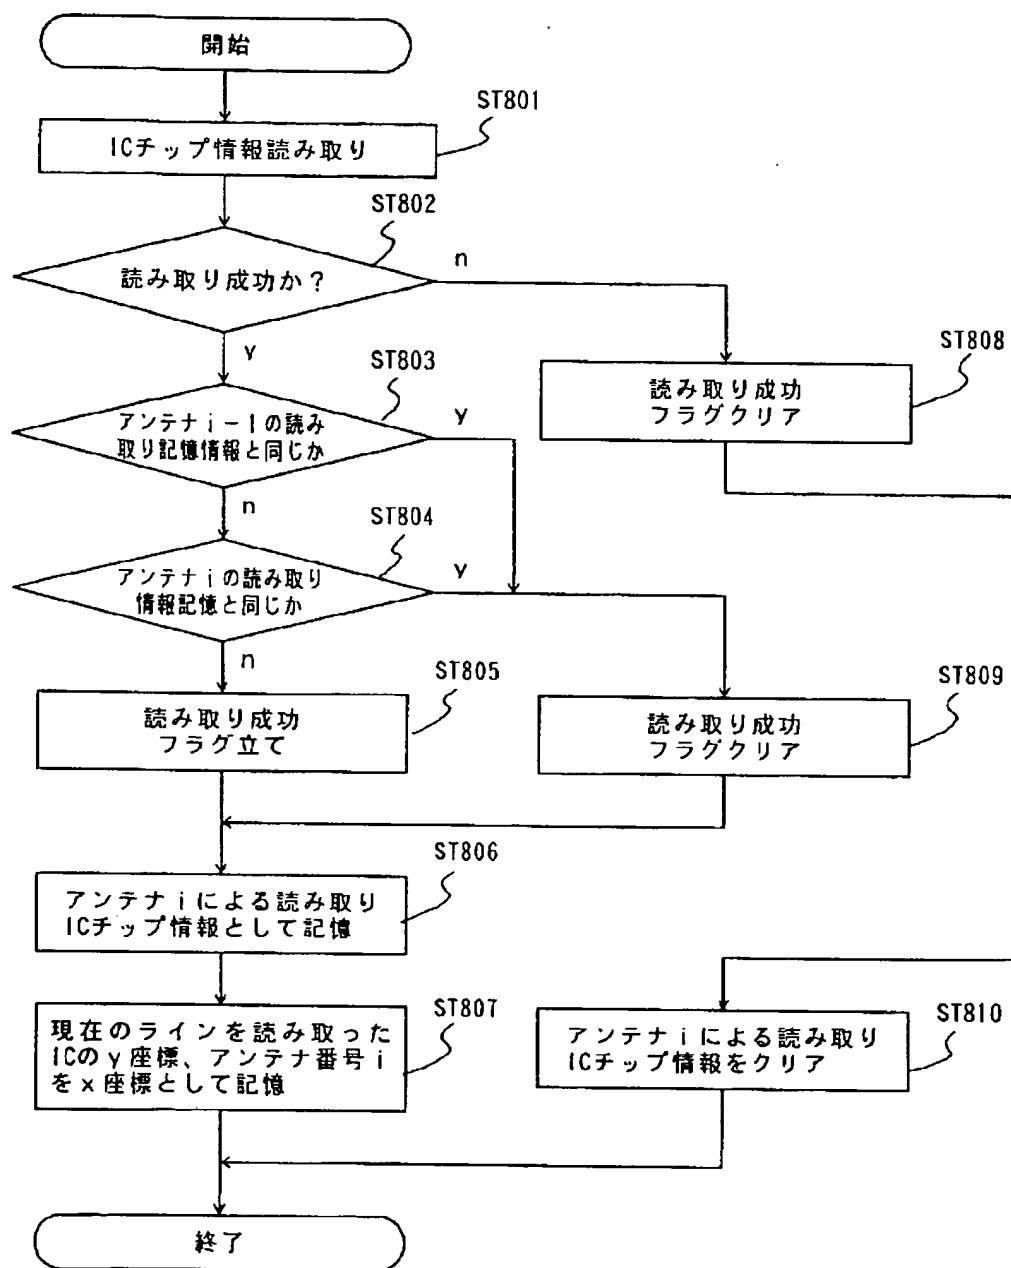 開始
ST801
ICチップ情報読み取り
ST802
読み取り成功か?
n
y
ST803
アンテナi-1の読み
取り記憶情報と同じか
y
n
ST808
読み取り成功
フラグクリア
ST804
アンテナiの読み取り
情報記憶と同じか
y
n
ST805
読み取り成功
フラグ立て
ST809
読み取り成功
フラグクリア
ST806
アンテナiによる読み取り
ICチップ情報として記憶
ST807
現在のラインを読み取った
ICのy座標、アンテナ番号i
をx座標として記憶
ST810
アンテナiによる読み取り
ICチップ情報をクリア
終了